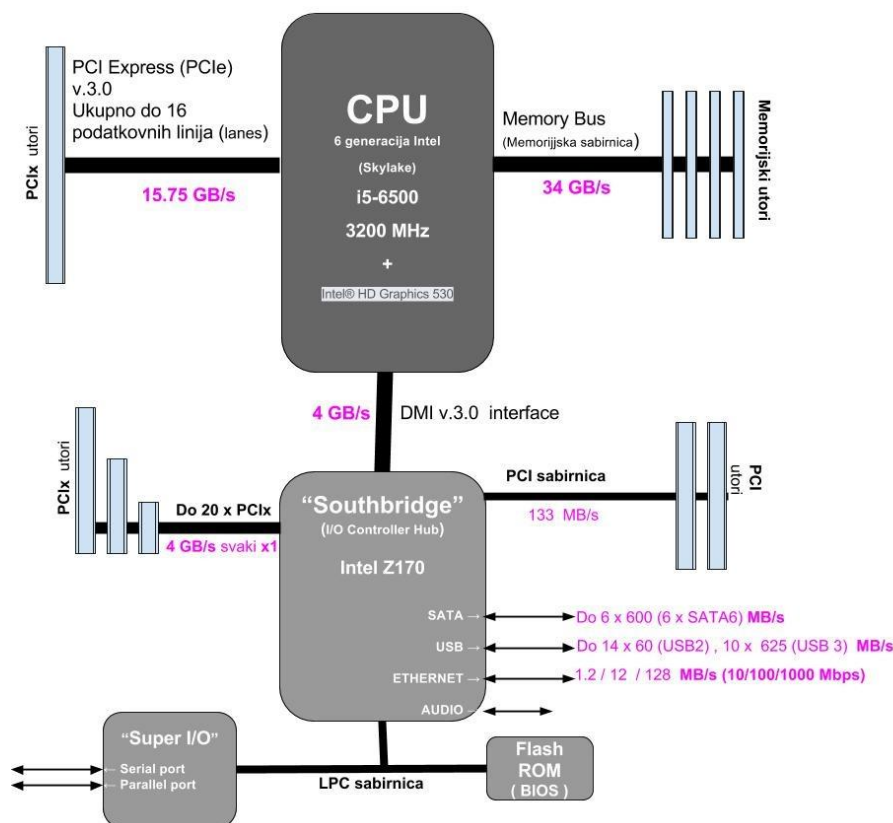 PCI Express (PCIe)
v.3.0
Ukupno do 16
podatkovnih linija (lanes)
PCIx utori
15.75 GB/s
CPU
6 generacija Intel
(Skylake)
i5-6500
3200 MHz
+
Intel® HD Graphics 530
Memory Bus
(Memorijjska sabirnica)
34 GB/s
Memorijski utori
4 GB/s
DMI v.3.0 interface
PCIx utori
Do 20 x PCIx
4 GB/s svaki x1
"Southbridge"
(I/O Controller Hub)
Intel Z170
PCI sabirnica
133 MB/s
PCI
utori
SATA →
Do 6 x 600 (6 x SATA6) MB/s
USB →
Do 14 x 60 (USB2) , 10 x 625 (USB 3) MB/s
ETHERNET →
1.2 / 12 / 128 MB/s (10/100/1000 Mbps)
AUDIO →
"Super I/O"
← Serial port
← Parallel port
LPC sabirnica
Flash
ROM
( BIOS )